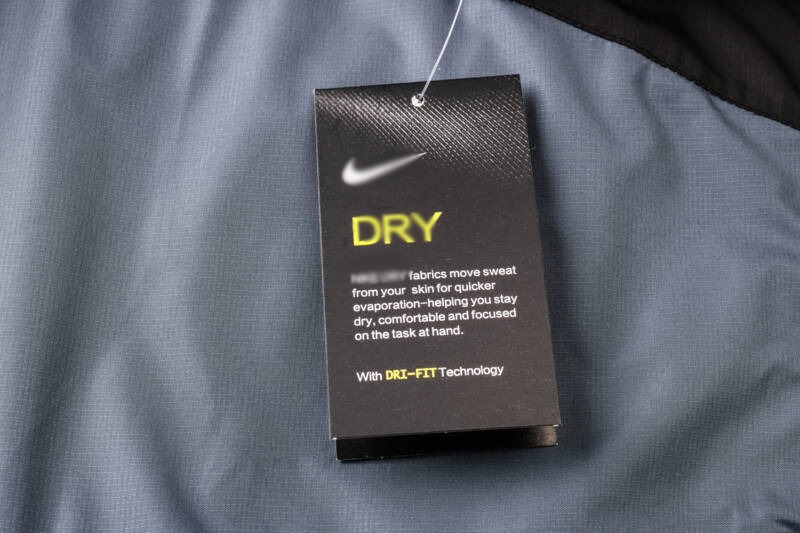 DRY
fabrics move sweat
from your skin for quicker
evaporation—helping you stay
dry, comfortable and focused
on the task at hand.
With DRI-FIT Technology